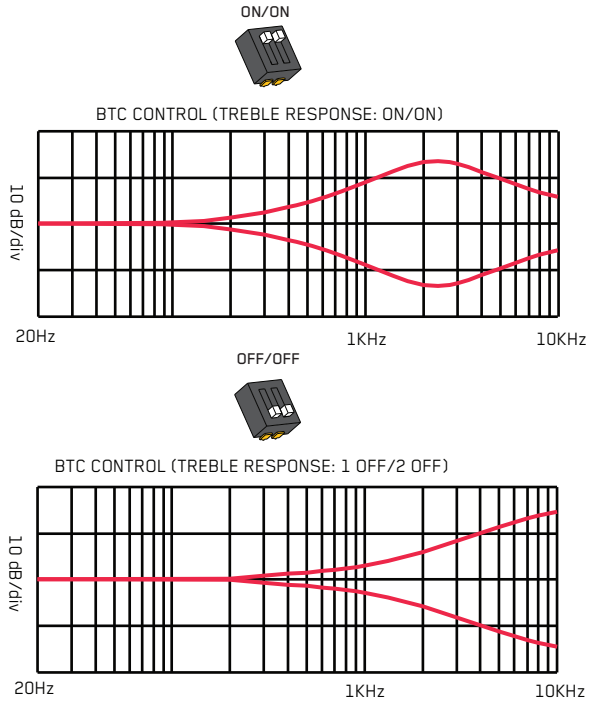 ON/ON
BTC CONTROL (TREBLE RESPONSE: ON/ON)
10 dB/div
20Hz 1KHz 10KHz
OFF/OFF
BTC CONTROL (TREBLE RESPONSE: 1 OFF/2 OFF)
10 dB/div
20Hz 1KHz 10KHz